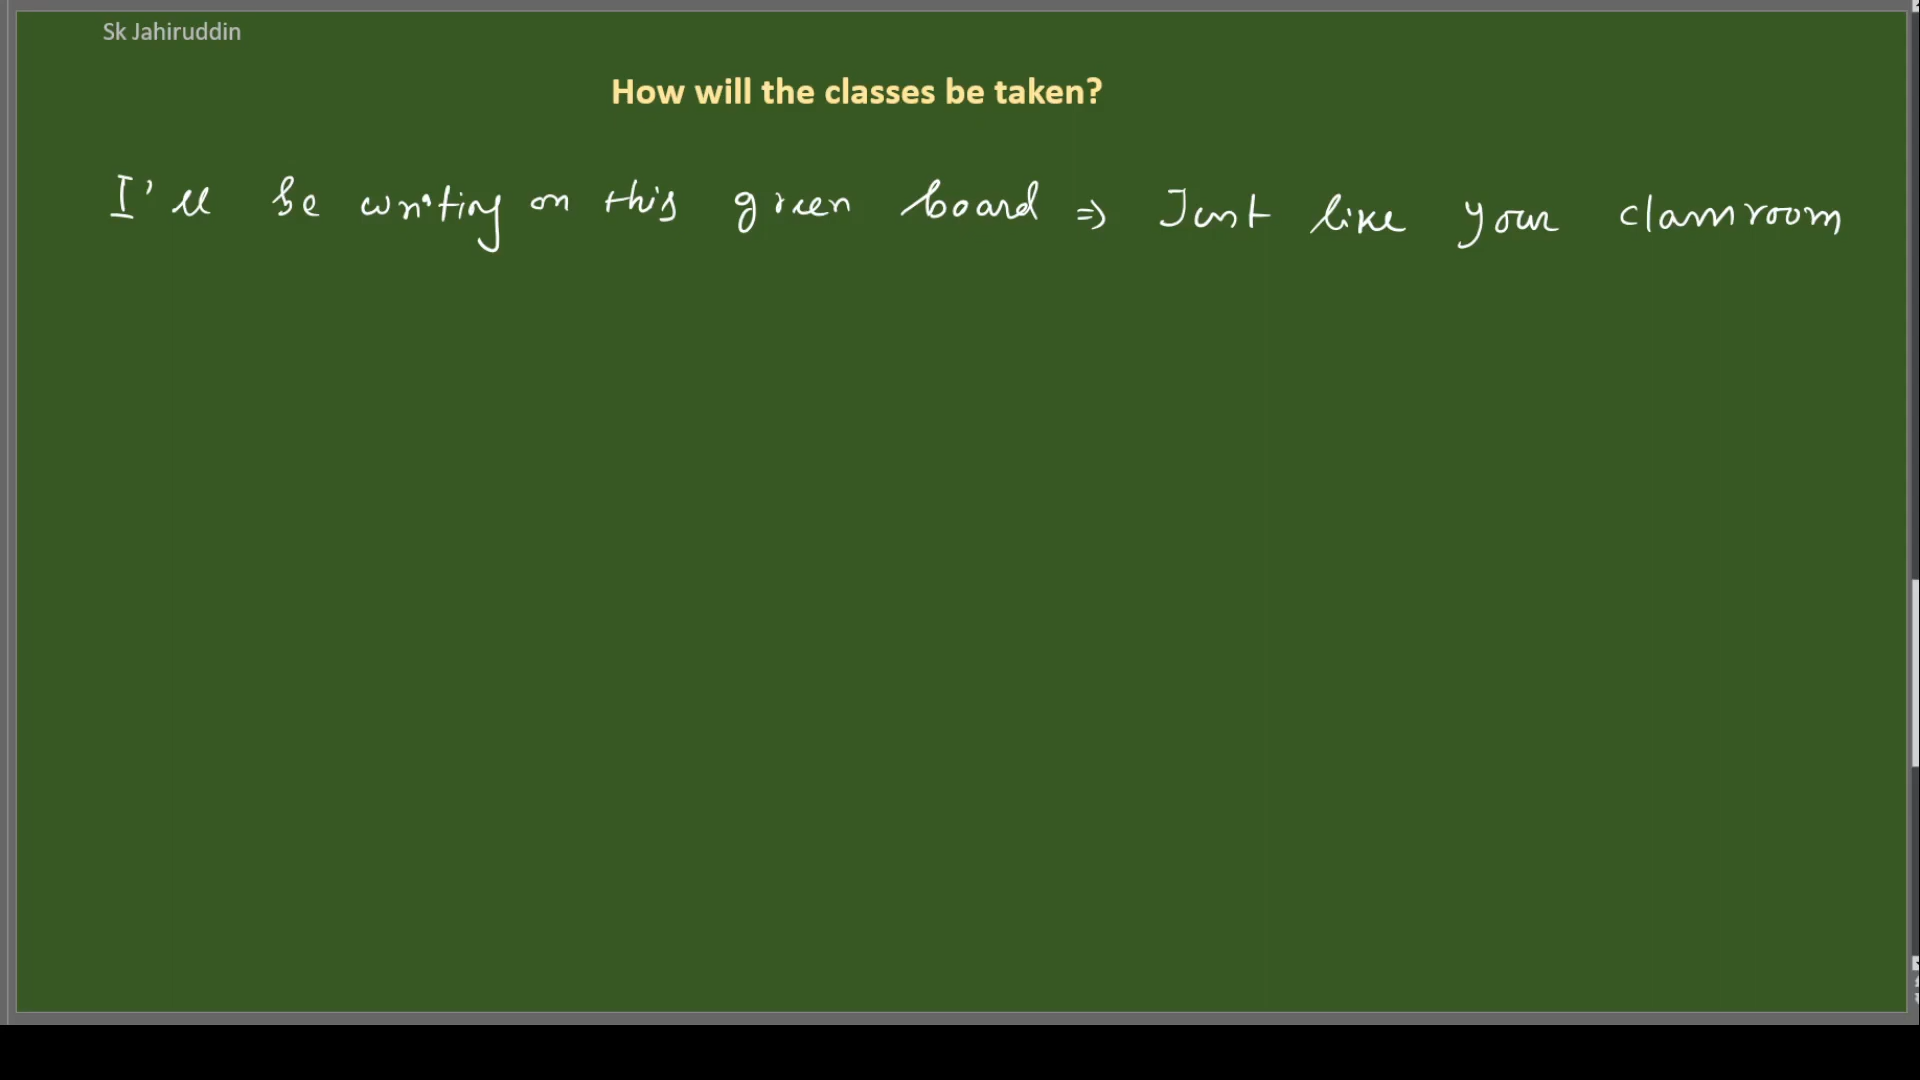 Sk Jahiruddin
How will the classes be taken?
I'll be writing on this green board ⇒ Just like your classroom